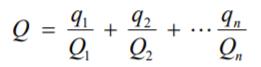 Q = q₁/Q₁ + q₂/Q₂ + ⋯ qₙ/Qₙ